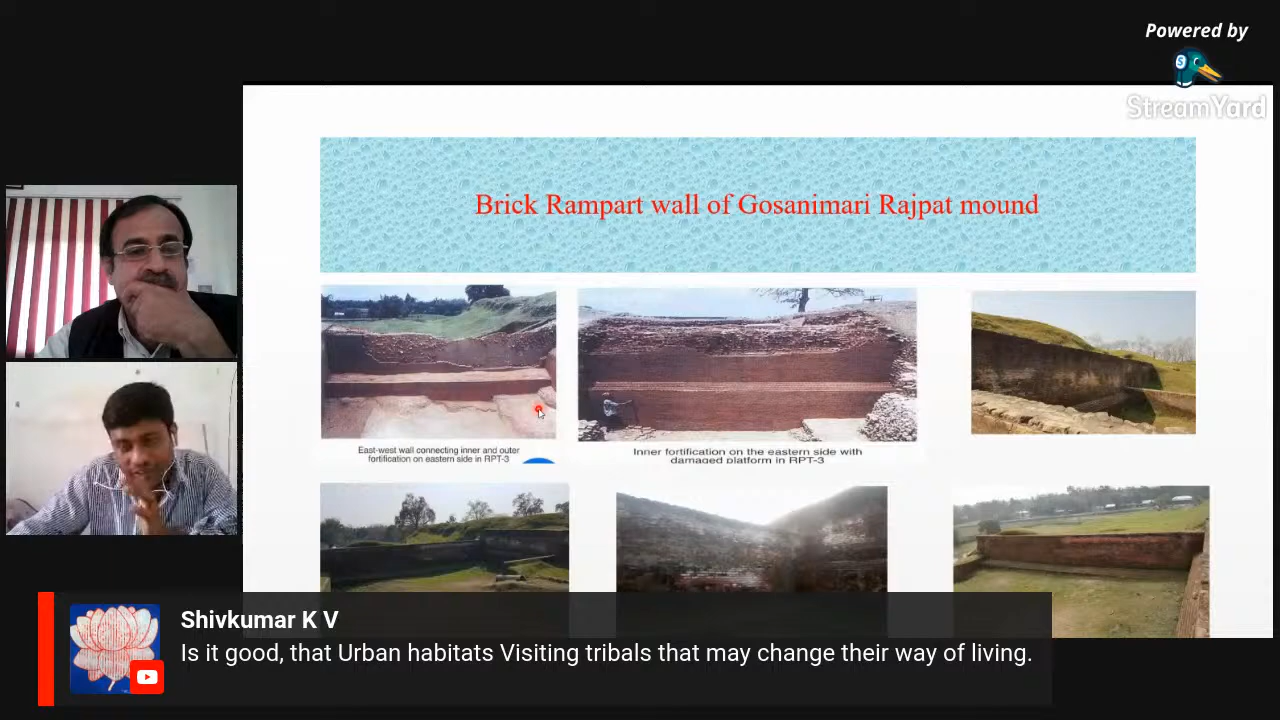 Powered by
StreamYard
Brick Rampart wall of Gosanimari Rajpat mound
East-west wall connecting inner and outer
fortification on eastern side in RPT-3
Inner fortification on the eastern side with
damaged platform in RPT-3
Shivkumar K V
Is it good, that Urban habitats Visiting tribals that may change their way of living.